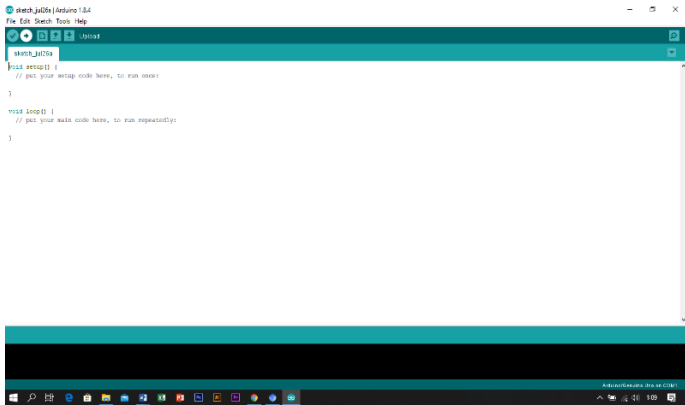 sketch_jul26a | Arduino 1.8.4
File Edit Sketch Tools Help
Upload
sketch_jul26a
void setup() {
// put your setup code here, to run once:
}
void loop() {
// put your main code here, to run repeatedly:
}
Arduino/Genuino Uno on COM1
1:09